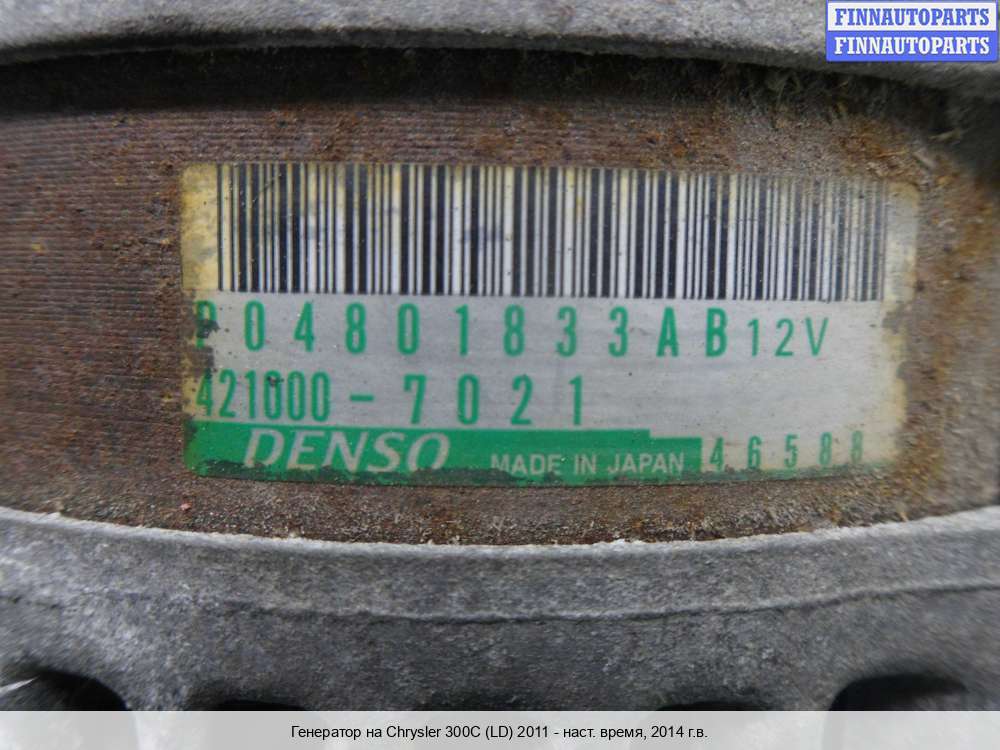 FINNAUTOPARTS
FINNAUTOPARTS
P04801833AB 12V
421000-7021
DENSO MADE IN JAPAN 46588
Генератор на Chrysler 300C (LD) 2011 - наст. время, 2014 г.в.